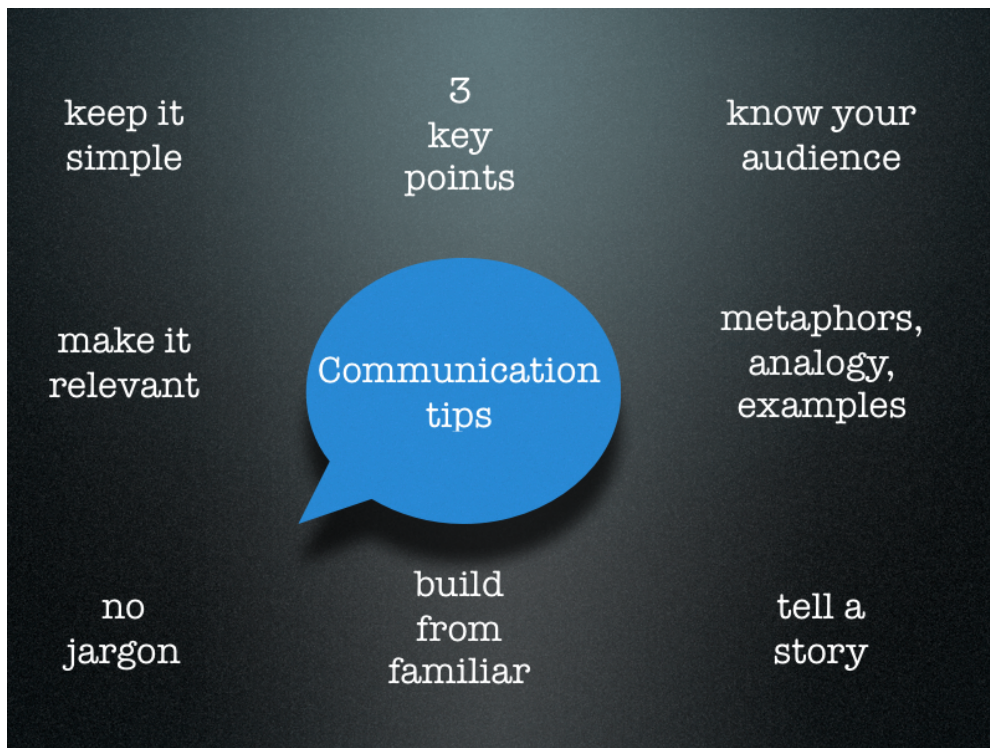 keep it
simple
3
key
points
know your
audience
make it
relevant
Communication
tips
metaphors,
analogy,
examples
no
jargon
build
from
familiar
tell a
story